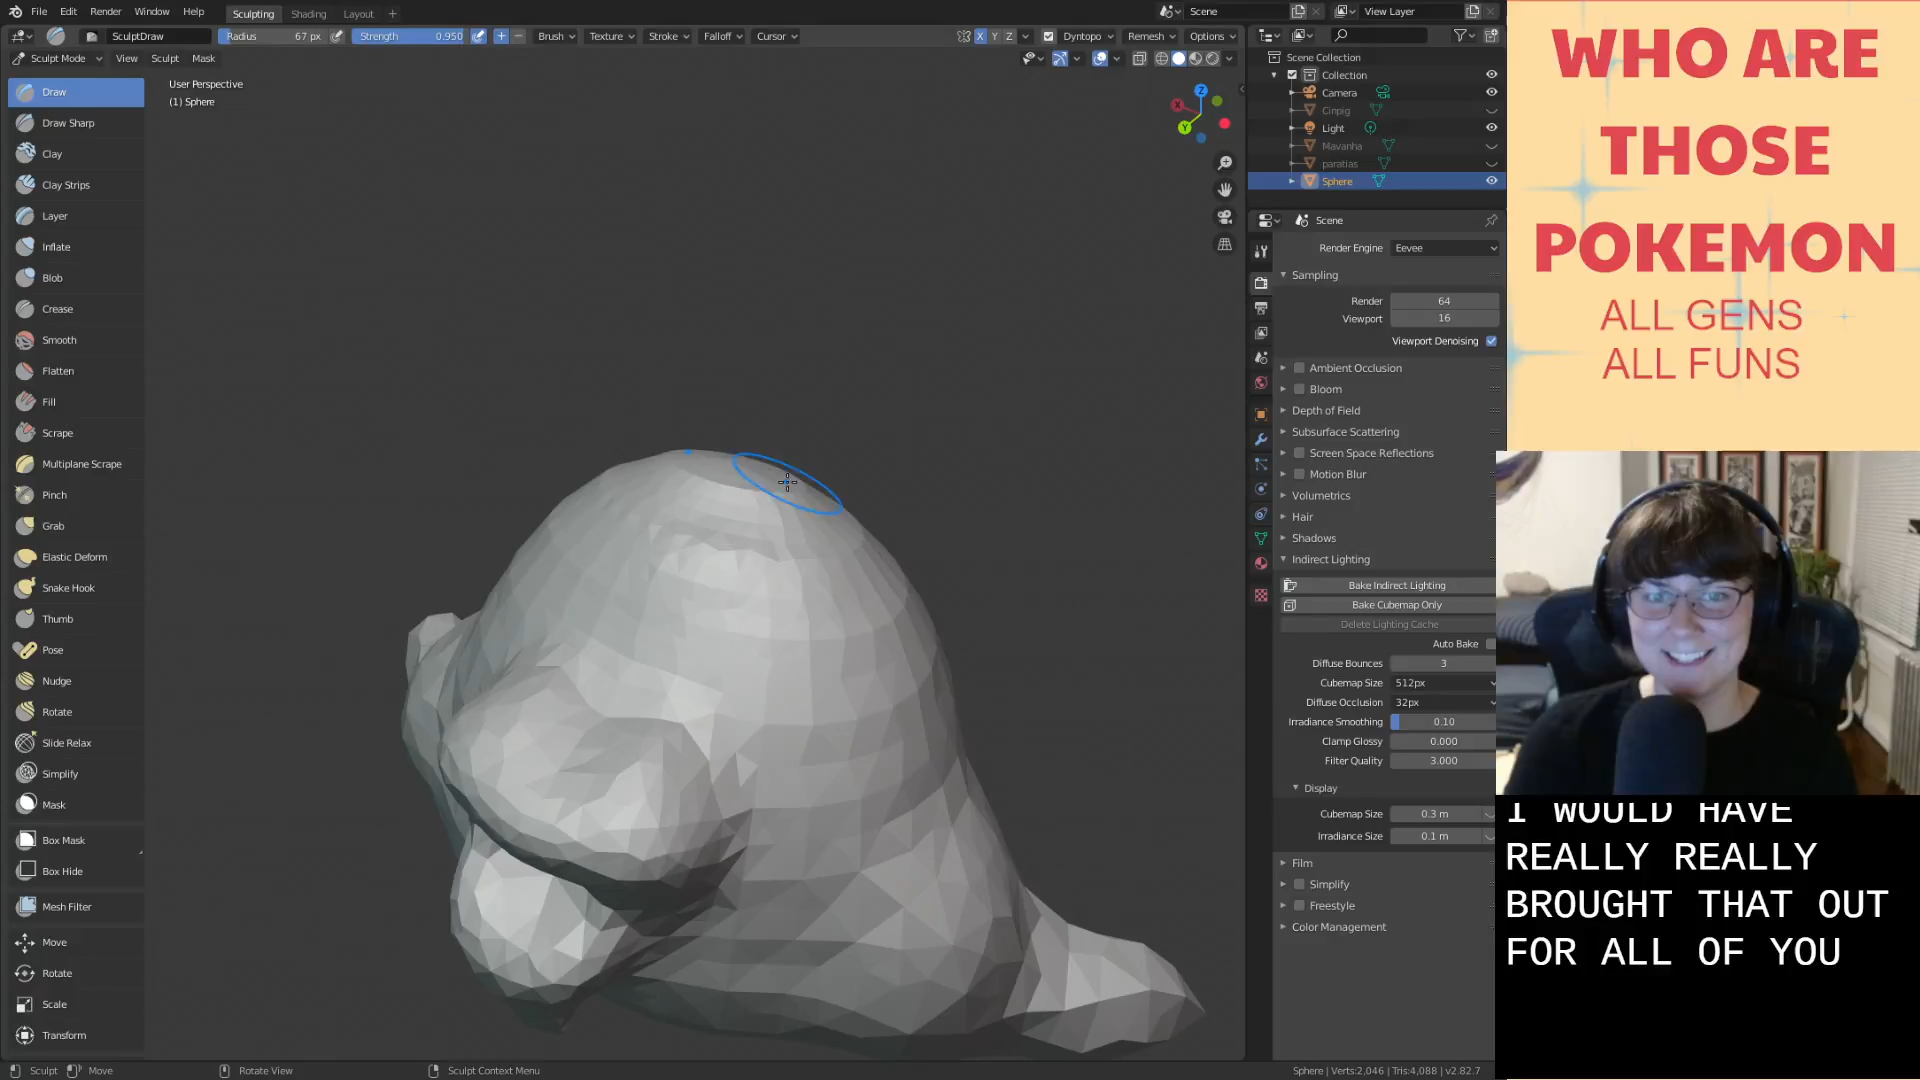 File Edit Render Window Help Sculpting Shading Layout + Scene View Layer
SculptDraw Radius 67 px Strength 0.950 + − Brush Texture Stroke Falloff Cursor X Y Z Dyntopo Remesh Options
Sculpt Mode View Sculpt Mask
Draw
Draw Sharp
Clay
Clay Strips
Layer
Inflate
Blob
Crease
Smooth
Flatten
Fill
Scrape
Multiplane Scrape
Pinch
Grab
Elastic Deform
Snake Hook
Thumb
Pose
Nudge
Rotate
Slide Relax
Simplify
Mask
Box Mask
Box Hide
Mesh Filter
Move
Rotate
Scale
Transform
User Perspective
(1) Sphere
Z
X
Y
Scene Collection
Collection
Camera
Cinpig
Light
Mavanha
paratias
Sphere
Scene
Render Engine Eevee
Sampling
Render 64
Viewport 16
Viewport Denoising
Ambient Occlusion
Bloom
Depth of Field
Subsurface Scattering
Screen Space Reflections
Motion Blur
Volumetrics
Hair
Shadows
Indirect Lighting
Bake Indirect Lighting
Bake Cubemap Only
Delete Lighting Cache
Auto Bake
Diffuse Bounces 3
Cubemap Size 512px
Diffuse Occlusion 32px
Irradiance Smoothing 0.10
Clamp Glossy 0.000
Filter Quality 3.000
Display
Cubemap Size 0.3 m
Irradiance Size 0.1 m
Film
Simplify
Freestyle
Color Management
WHO ARE
THOSE
POKEMON
ALL GENS
ALL FUNS
I WOULD HAVE
REALLY REALLY
BROUGHT THAT OUT
FOR ALL OF YOU
Sculpt Move Rotate View Sculpt Context Menu Sphere | Verts:2,046 | Tris:4,088 | v2.82.7